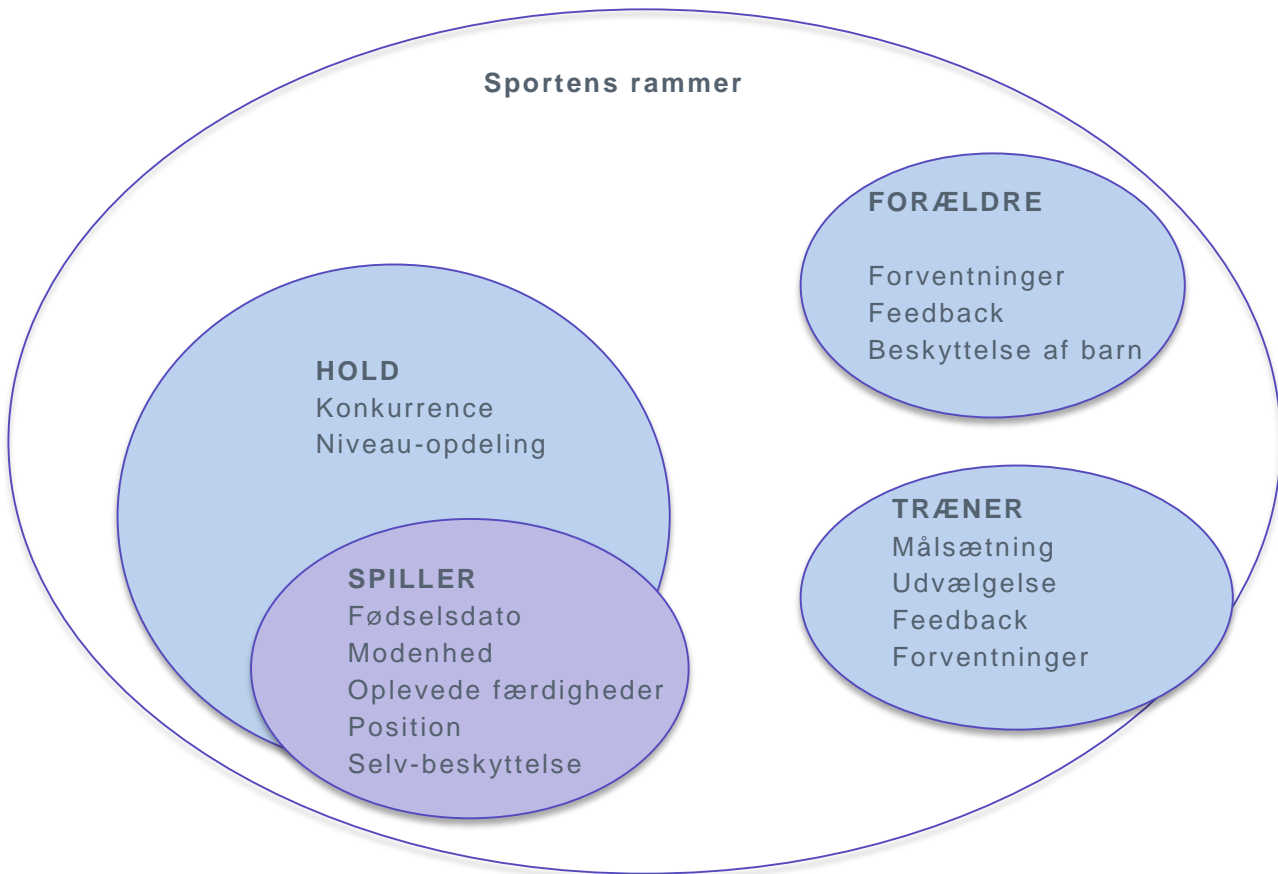 Sportens rammer
FORÆLDRE
Forventninger
Feedback
Beskyttelse af barn
HOLD
Konkurrence
Niveau-opdeling
TRÆNER
Målsætning
Udvælgelse
Feedback
Forventninger
SPILLER
Fødselsdato
Modenhed
Oplevede færdigheder
Position
Selv-beskyttelse